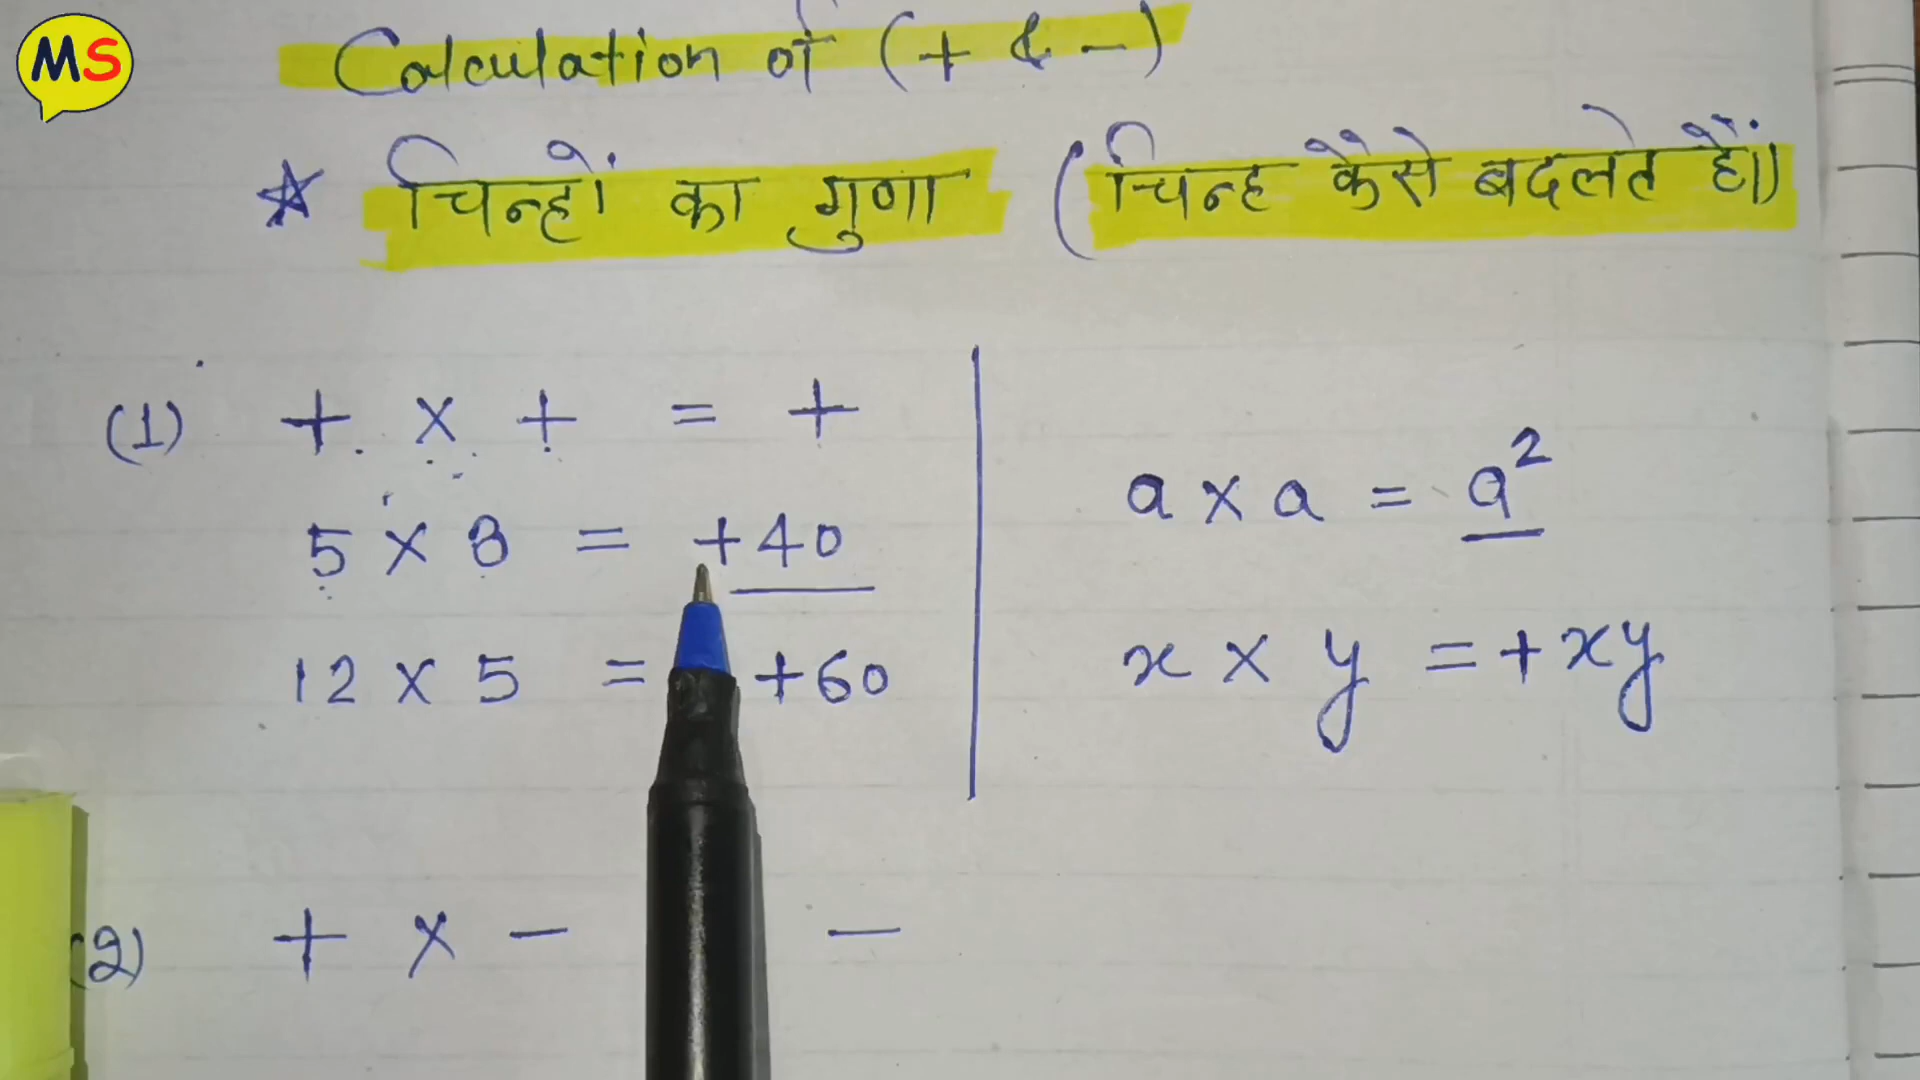 MS
Calculation of (+ & -)
☆ चिन्हों का गुणा (चिन्ह कैसे बदलते हैं।)
(1) + × + = +
5 × 8 = +40
12 × 5 = +60
a × a = a²
x × y = +xy
(2) + × - -